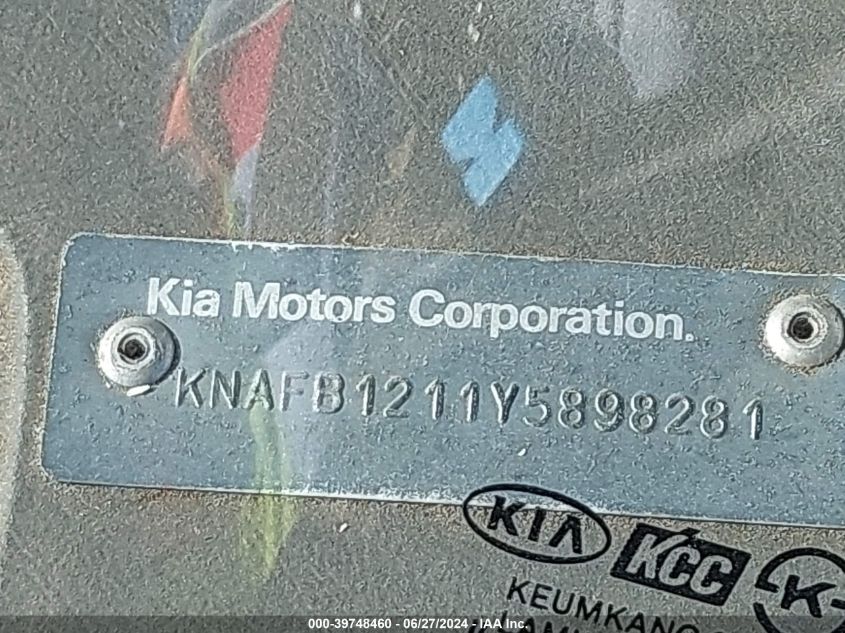 Kia Motors Corporation.
KNAFB1211Y5898281
KIA
KCC
KEUMKANG
000-39748460 - 06/27/2024 - IAA Inc.